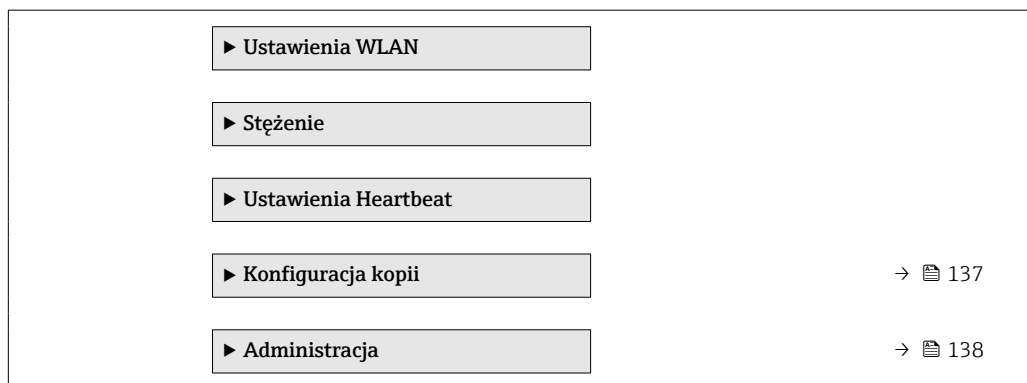 ▶ Ustawienia WLAN
▶ Stężenie
▶ Ustawienia Heartbeat
▶ Konfiguracja kopii → 137
▶ Administracja → 138